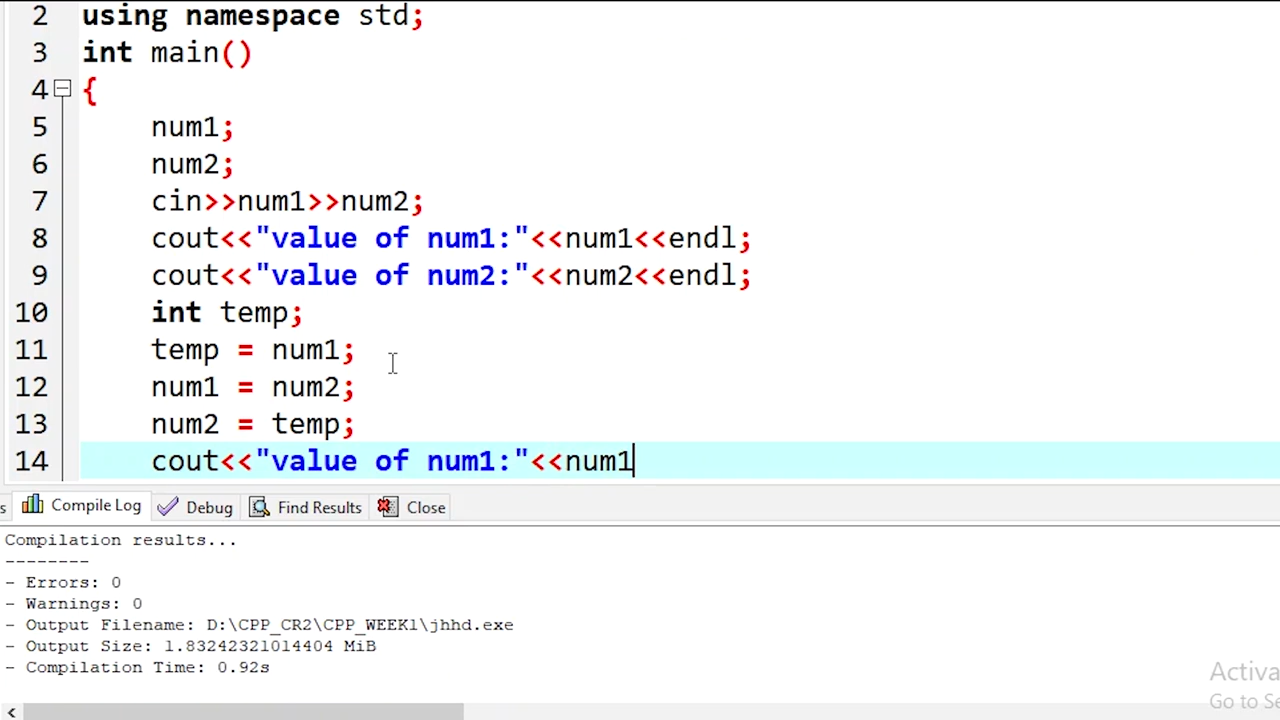 2 using namespace std;
3 int main()
4 {
5 num1;
6 num2;
7 cin>>num1>>num2;
8 cout<<"value of num1:"<<num1<<endl;
9 cout<<"value of num2:"<<num2<<endl;
10 int temp;
11 temp = num1;
12 num1 = num2;
13 num2 = temp;
14 cout<<"value of num1:"<<num1
s Compile Log Debug Find Results Close
Compilation results...
--------
- Errors: 0
- Warnings: 0
- Output Filename: D:\CPP_CR2\CPP_WEEK1\jhhd.exe
- Output Size: 1.83242321014404 MiB
- Compilation Time: 0.92s
Activa
Go to Se